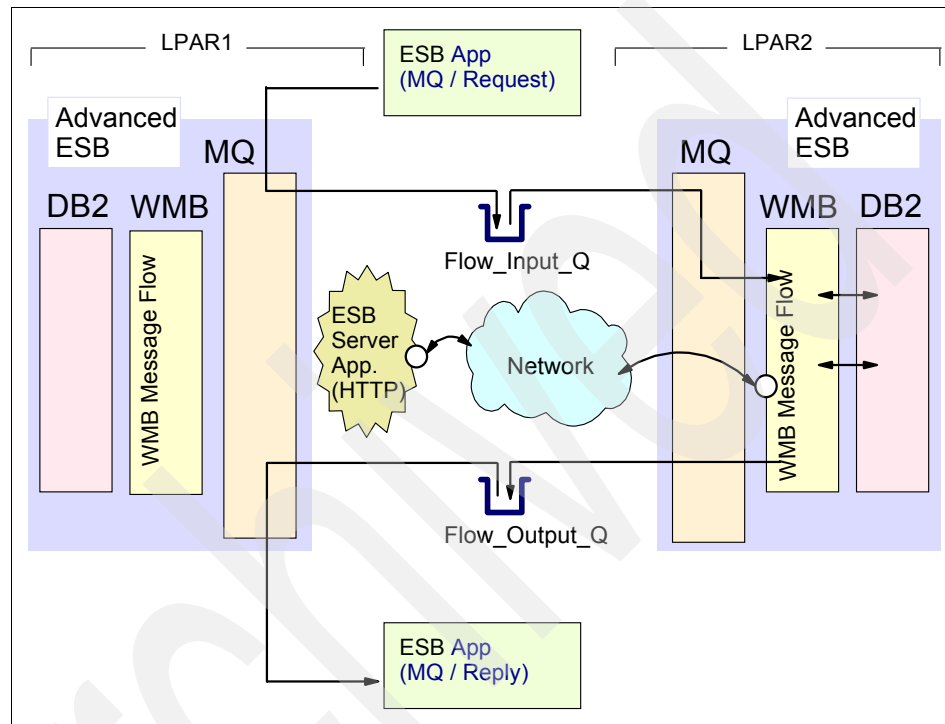 LPAR1
LPAR2
ESB App
(MQ / Request)
Advanced
ESB
Advanced
ESB
MQ
MQ
DB2
WMB
WMB
DB2
Flow_Input_Q
WMB Message Flow
ESB
Server
App.
(HTTP)
Network
WMB Message Flow
Flow_Output_Q
ESB App
(MQ / Reply)